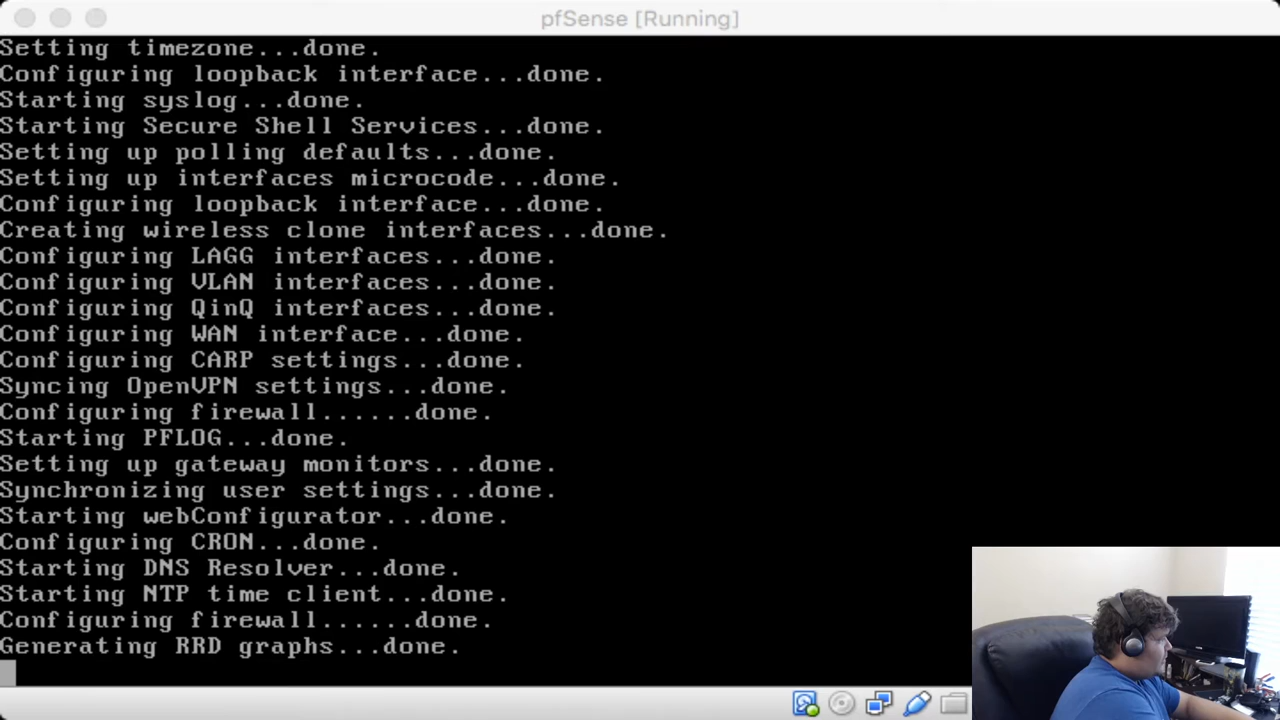 pfSense [Running]
Setting timezone...done.
Configuring loopback interface...done.
Starting syslog...done.
Starting Secure Shell Services...done.
Setting up polling defaults...done.
Setting up interfaces microcode...done.
Configuring loopback interface...done.
Creating wireless clone interfaces...done.
Configuring LAGG interfaces...done.
Configuring VLAN interfaces...done.
Configuring QinQ interfaces...done.
Configuring WAN interface...done.
Configuring CARP settings...done.
Syncing OpenVPN settings...done.
Configuring firewall......done.
Starting PFLOG...done.
Setting up gateway monitors...done.
Synchronizing user settings...done.
Starting webConfigurator...done.
Configuring CRON...done.
Starting DNS Resolver...done.
Starting NTP time client...done.
Configuring firewall......done.
Generating RRD graphs...done.